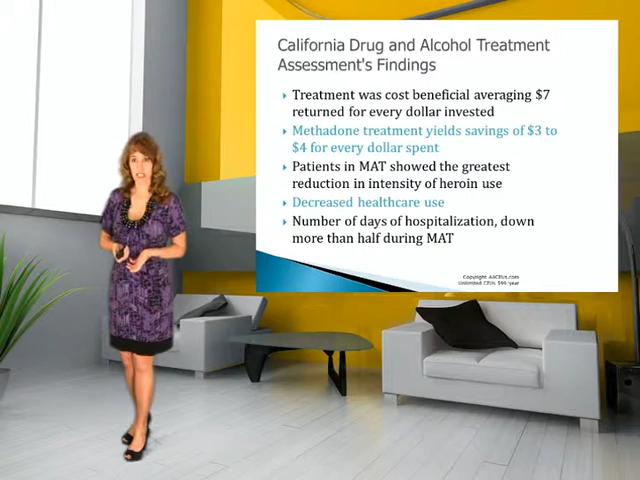 California Drug and Alcohol Treatment
Assessment's Findings
Treatment was cost beneficial averaging $7
returned for every dollar invested
Methadone treatment yields savings of $3 to
$4 for every dollar spent
Patients in MAT showed the greatest
reduction in intensity of heroin use
Decreased healthcare use
Number of days of hospitalization, down
more than half during MAT
Copyright AllCEUs.com
Unlimited CEUs $99/year